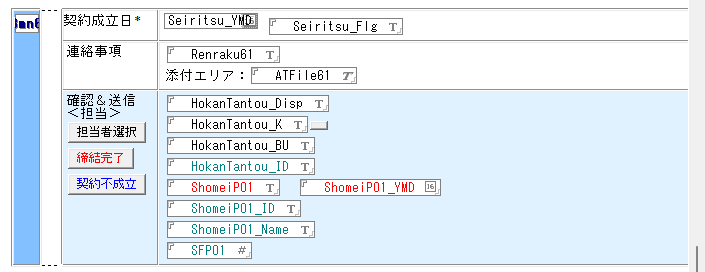 契約成立日* Seiritsu_YMD Seiritsu_Flg T
連絡事項 Renraku61 T
添付エリア： ATFile61 T
確認＆送信
＜担当＞
HokanTantou_Disp T
担当者選択 HokanTantou_K T
HokanTantou_BU T
締結完了 HokanTantou_ID T
契約不成立 ShomeiP01 T ShomeiP01_YMD 16
ShomeiP01_ID T
ShomeiP01_Name T
SFP01 #